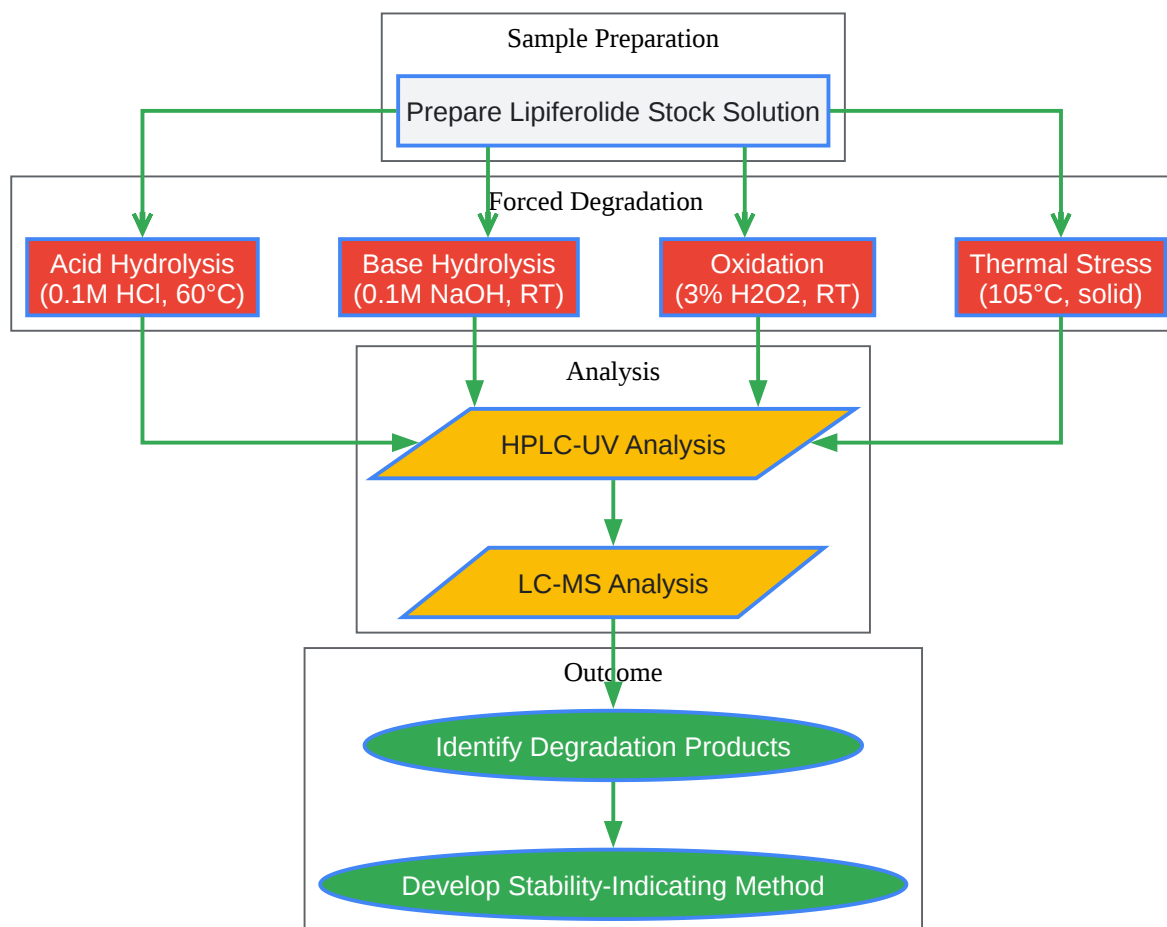 Sample Preparation
Prepare Lipiferolide Stock Solution
Forced Degradation
Acid Hydrolysis
(0.1M HCl, 60°C)
Base Hydrolysis
(0.1M NaOH, RT)
Oxidation
(3% H2O2, RT)
Thermal Stress
(105°C, solid)
Analysis
HPLC-UV Analysis
LC-MS Analysis
Outcome
Identify Degradation Products
Develop Stability-Indicating Method